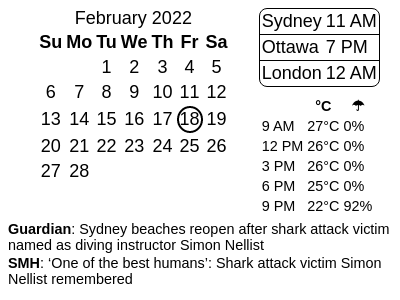 February 2022
Su Mo Tu We Th Fr Sa
1 2 3 4 5
6 7 8 9 10 11 12
13 14 15 16 17 18 19
20 21 22 23 24 25 26
27 28
Sydney 11 AM
Ottawa 7 PM
London 12 AM
°C ☂
9 AM 27°C 0%
12 PM 26°C 0%
3 PM 26°C 0%
6 PM 25°C 0%
9 PM 22°C 92%
Guardian: Sydney beaches reopen after shark attack victim
named as diving instructor Simon Nellist
SMH: ‘One of the best humans’: Shark attack victim Simon
Nellist remembered